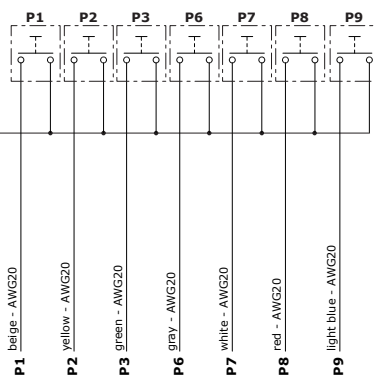 P1 P2 P3 P6 P7 P8 P9
beige - AWG20
yellow - AWG20
green - AWG20
gray - AWG20
white - AWG20
red - AWG20
light blue - AWG20
P1
P2
P3
P6
P7
P8
P9